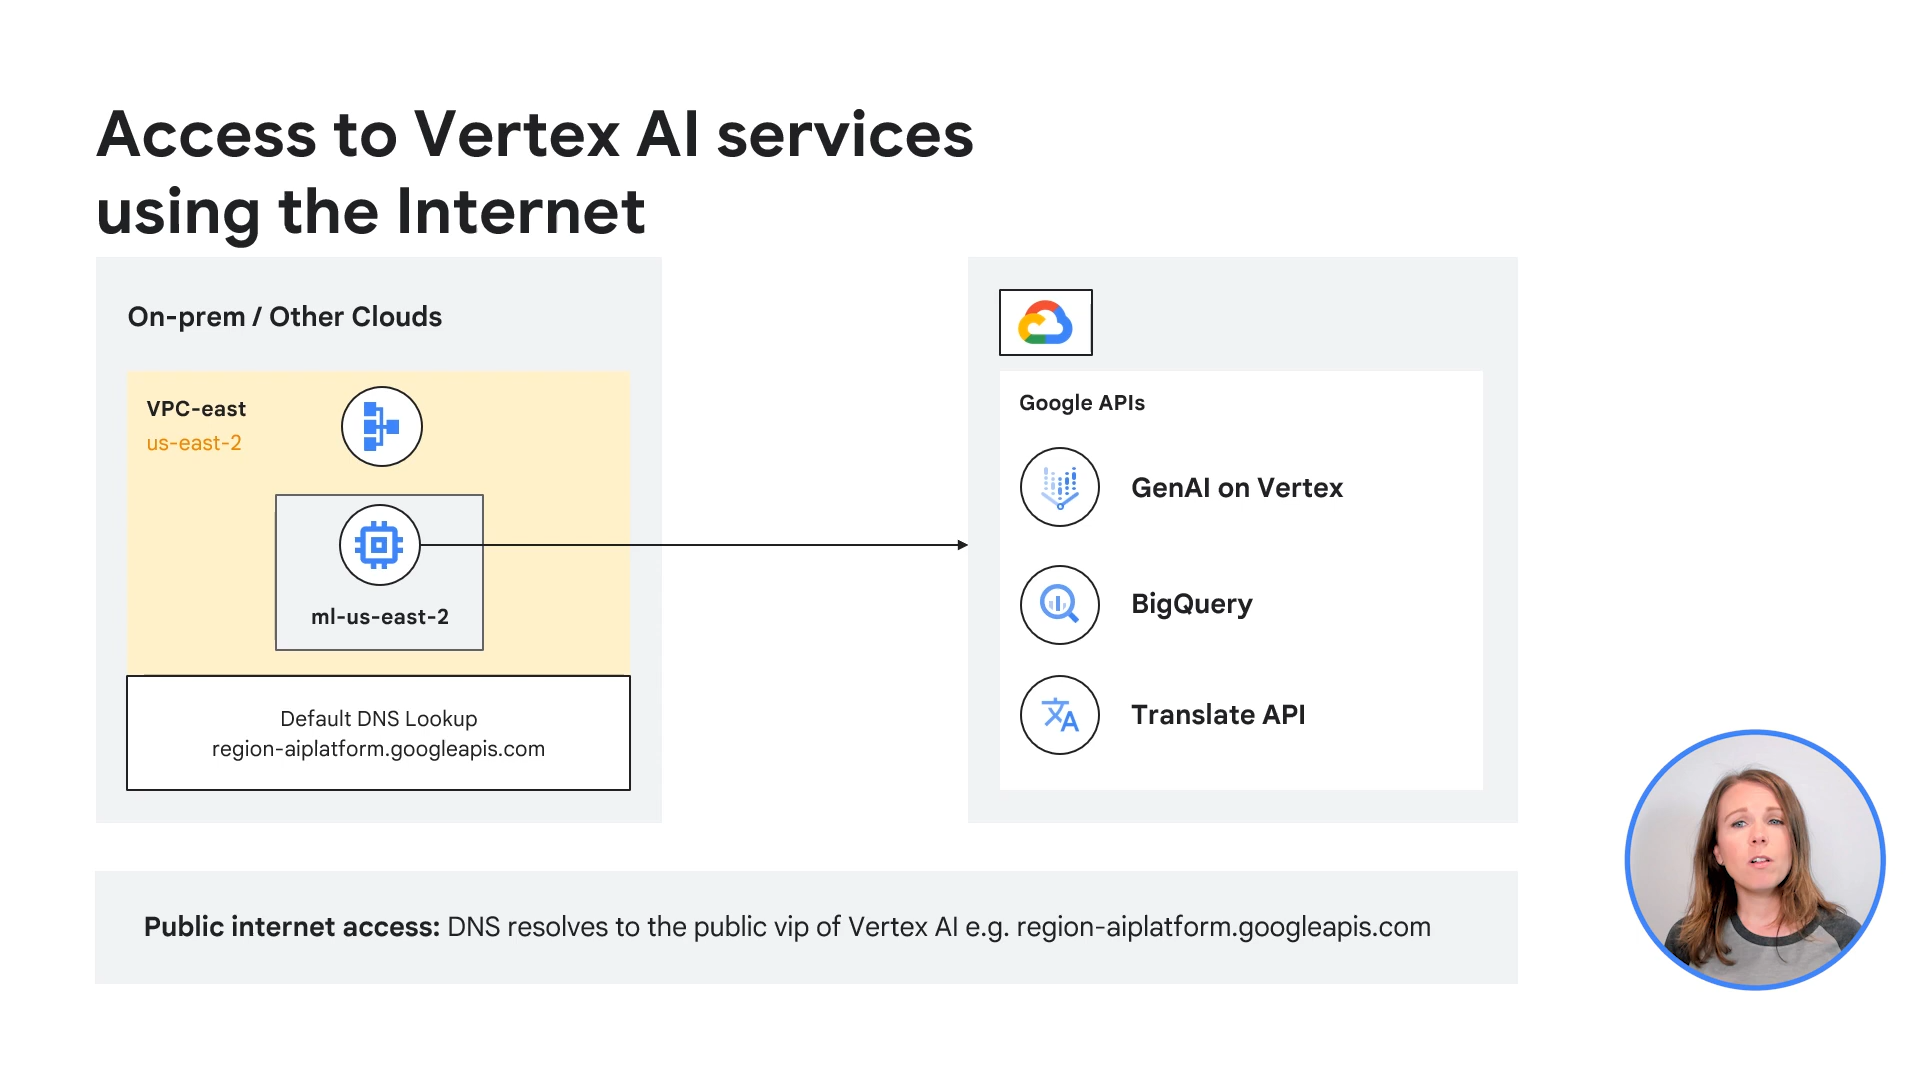 Access to Vertex AI services
using the Internet
On-prem / Other Clouds
VPC-east
us-east-2
ml-us-east-2
Default DNS Lookup
region-aiplatform.googleapis.com
Google APIs
GenAI on Vertex
BigQuery
Translate API
Public internet access: DNS resolves to the public vip of Vertex AI e.g. region-aiplatform.googleapis.com